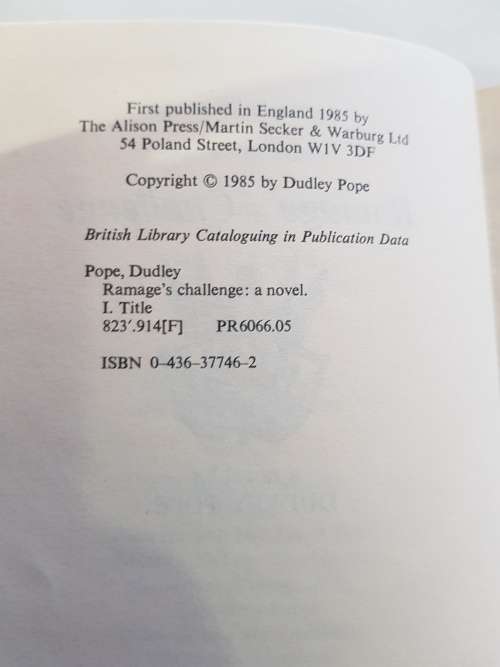 First published in England 1985 by
The Alison Press/Martin Secker & Warburg Ltd
54 Poland Street, London W1V 3DF
Copyright © 1985 by Dudley Pope
British Library Cataloguing in Publication Data
Pope, Dudley
Ramage's challenge: a novel.
I. Title
823'.914[F] PR6066.05
ISBN 0–436–37746–2